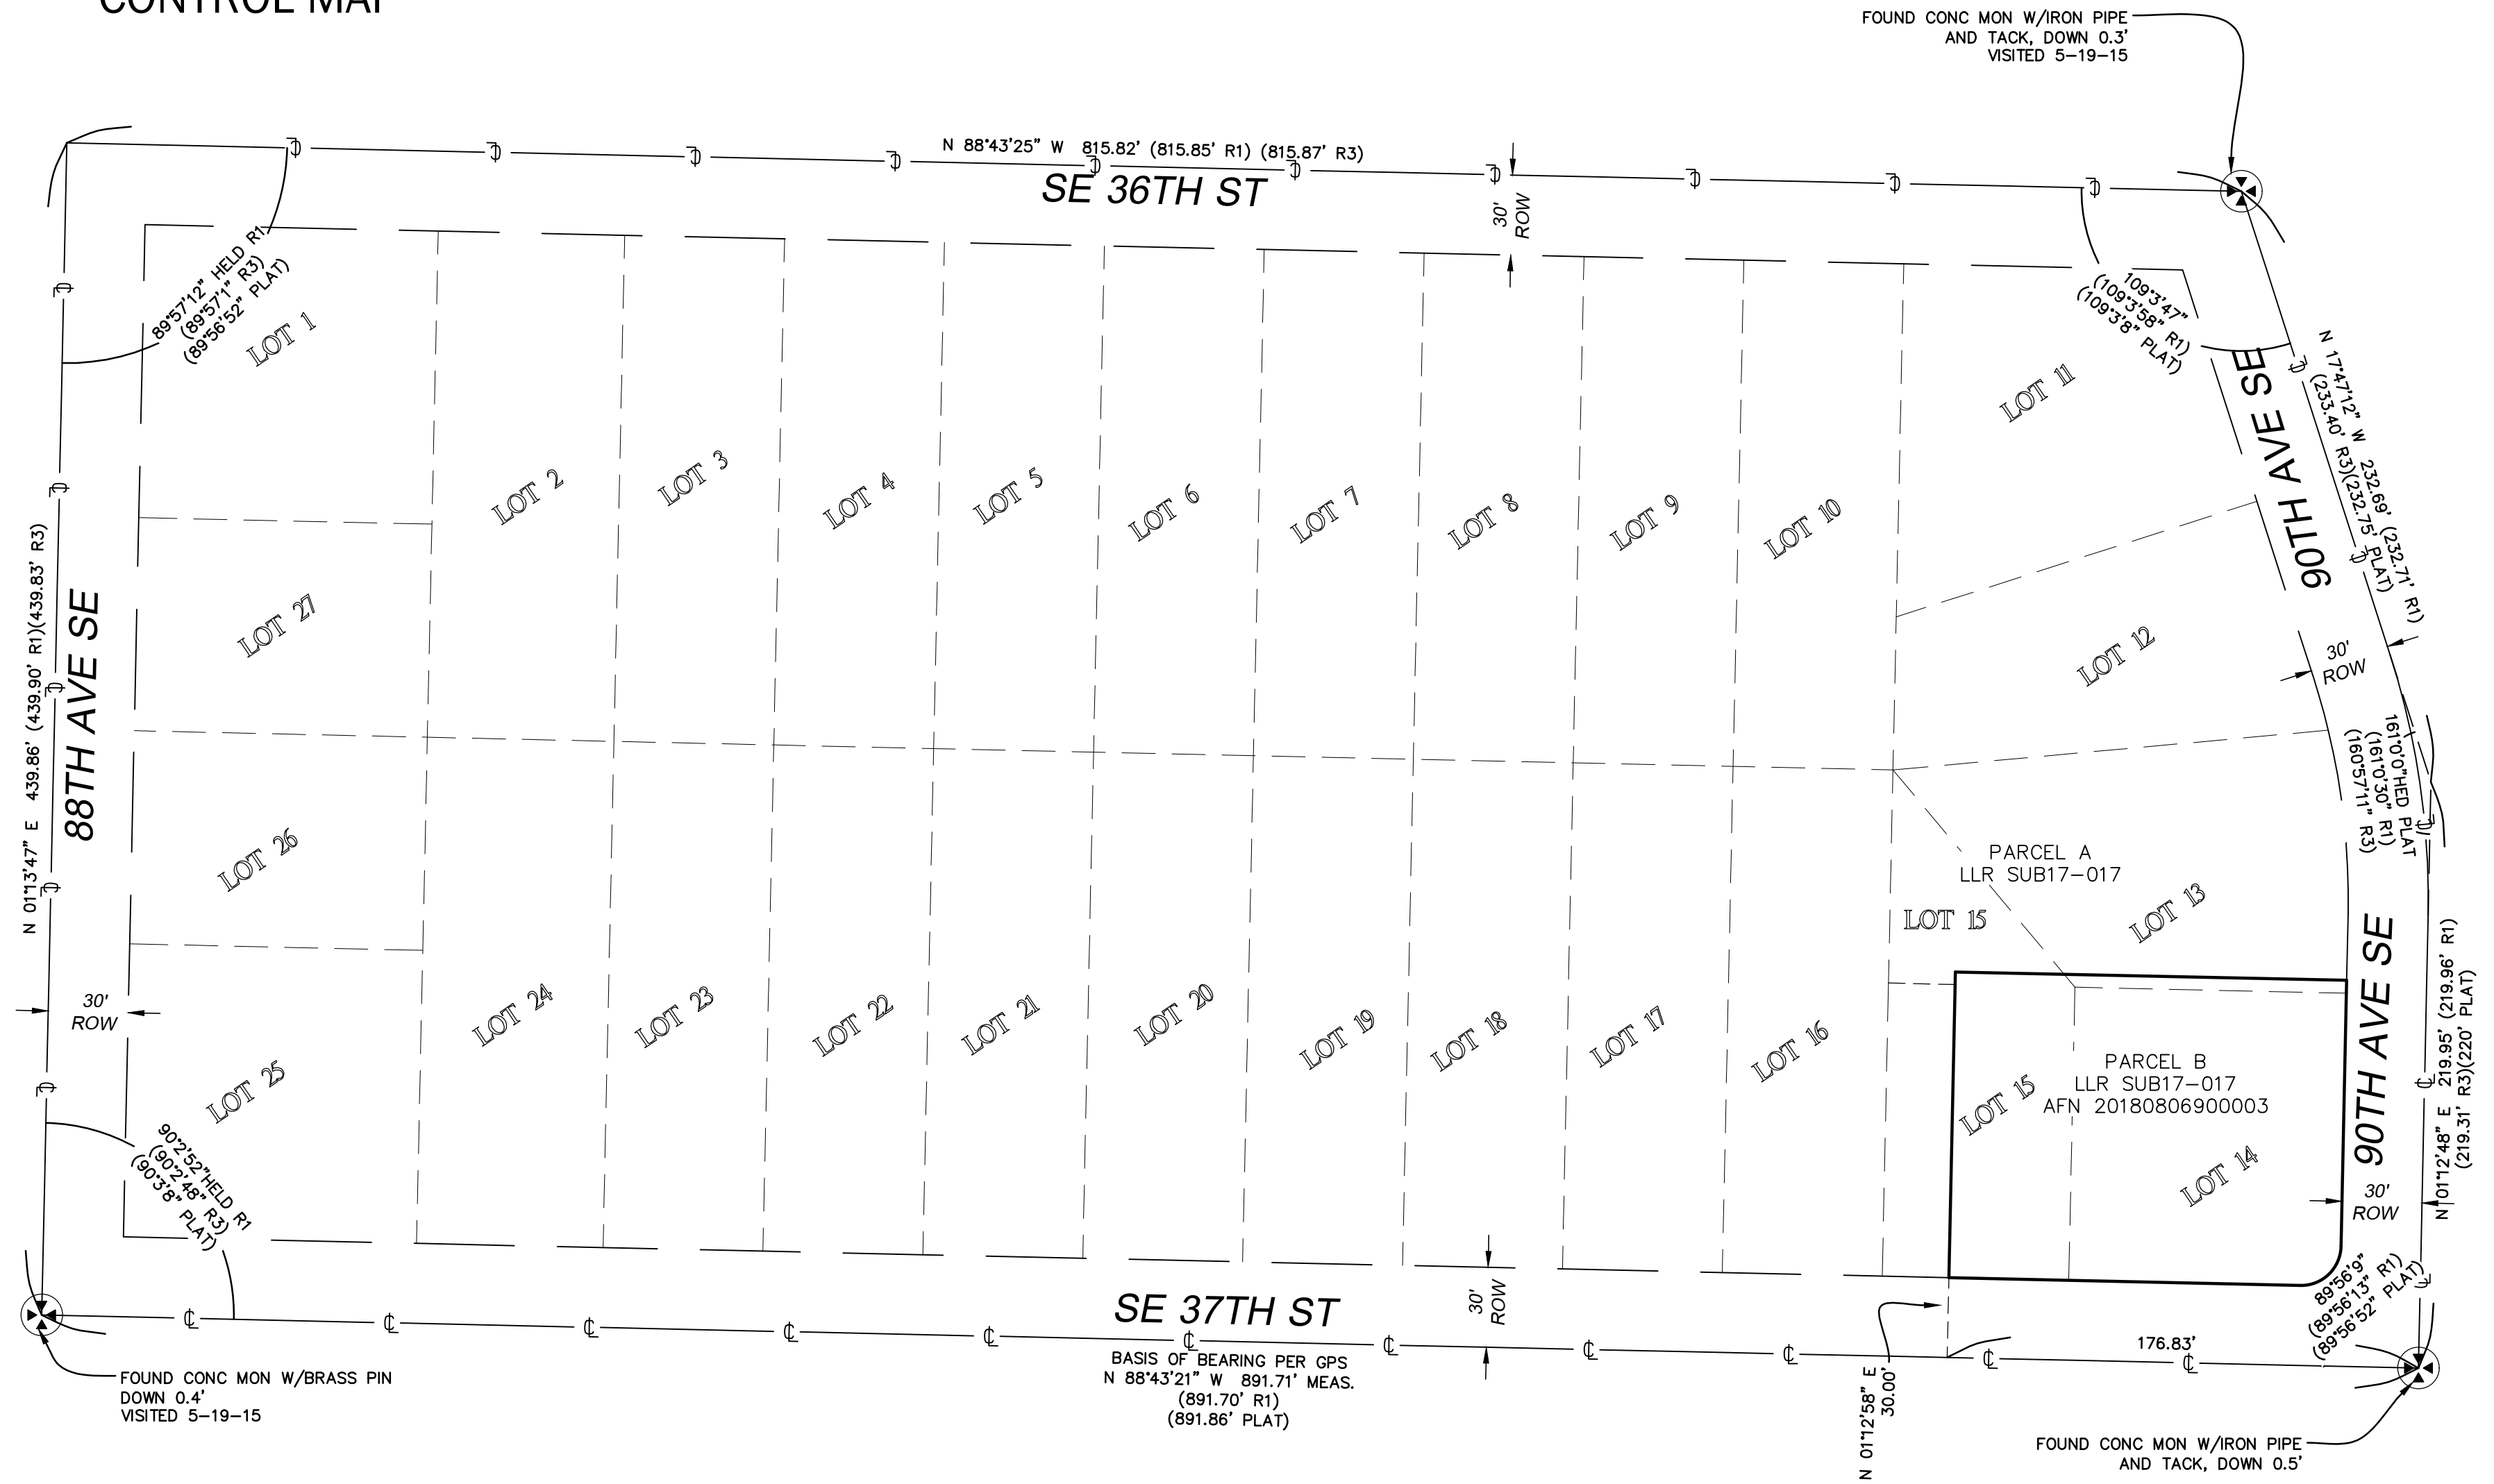 CONTROL MAP
FOUND CONC MON W/IRON PIPE
AND TACK, DOWN 0.3'
VISITED 5-19-15
N 88°43'25" W 815.82' (815.85' R1) (815.87' R3)
SE 36TH ST
30'
ROW
89°57'12" HELD R1
(89°57'1" R3)
(89°56'52" PLAT)
109°3'47"
(109°3'58" R1)
(109°3'8" PLAT)
LOT 1
LOT 2
LOT 3
LOT 4
LOT 5
LOT 6
LOT 7
LOT 8
LOT 9
LOT 10
LOT 11
90TH AVE SE
N 17°47'12" W 232.69' (232.71' R1)
(233.40' R3)(232.75' PLAT)
N 01°13'47" E 439.86' (439.90' R1)(439.83' R3)
88TH AVE SE
LOT 27
LOT 12
30'
ROW
161°0'0"HED PLAT
(161°0'30" R1)
(160°57'11" R3)
LOT 26
PARCEL A
LLR SUB17-017
LOT 15
LOT 13
90TH AVE SE
N 01°12'48" E 219.95' (219.96' R1)
(219.31' R3)(220' PLAT)
30'
ROW
LOT 25
LOT 24
LOT 23
LOT 22
LOT 21
LOT 20
LOT 19
LOT 18
LOT 17
LOT 16
LOT 15
PARCEL B
LLR SUB17-017
AFN 20180806900003
LOT 14
30'
ROW
90°2'52"HELD R1
(90°2'48" R3)
(90°3'8" PLAT)
89°56'9"
(89°56'13" R1)
(89°56'52" PLAT)
SE 37TH ST
30'
ROW
176.83'
BASIS OF BEARING PER GPS
N 88°43'21" W 891.71' MEAS.
(891.70' R1)
(891.86' PLAT)
N 01°12'58" E
30.00'
FOUND CONC MON W/BRASS PIN
DOWN 0.4'
VISITED 5-19-15
FOUND CONC MON W/IRON PIPE
AND TACK, DOWN 0.5'